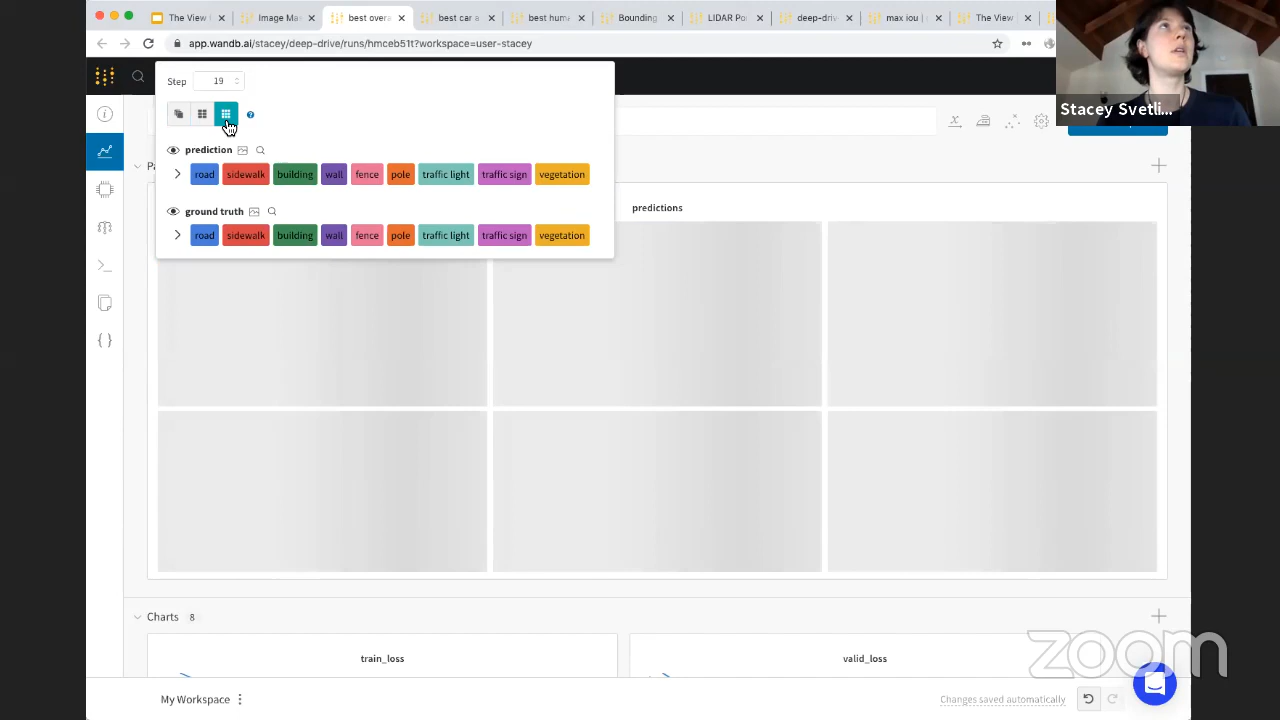 The View
Image Ma
best overa
best car a
best huma
Bounding
LIDAR Po
deep-driv
max iou |
The View
app.wandb.ai/stacey/deep-drive/runs/hmceb51t?workspace=user-stacey
Stacey Svetli...
Step 19
prediction
road sidewalk building wall fence pole traffic light traffic sign vegetation
ground truth
road sidewalk building wall fence pole traffic light traffic sign vegetation
predictions
Charts 8
train_loss
valid_loss
zoom
My Workspace
Changes saved automatically